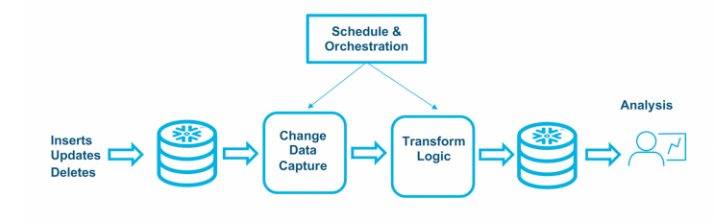 Schedule &
Orchestration
Analysis
Inserts
Updates
Deletes
Change
Data
Capture
Transform
Logic